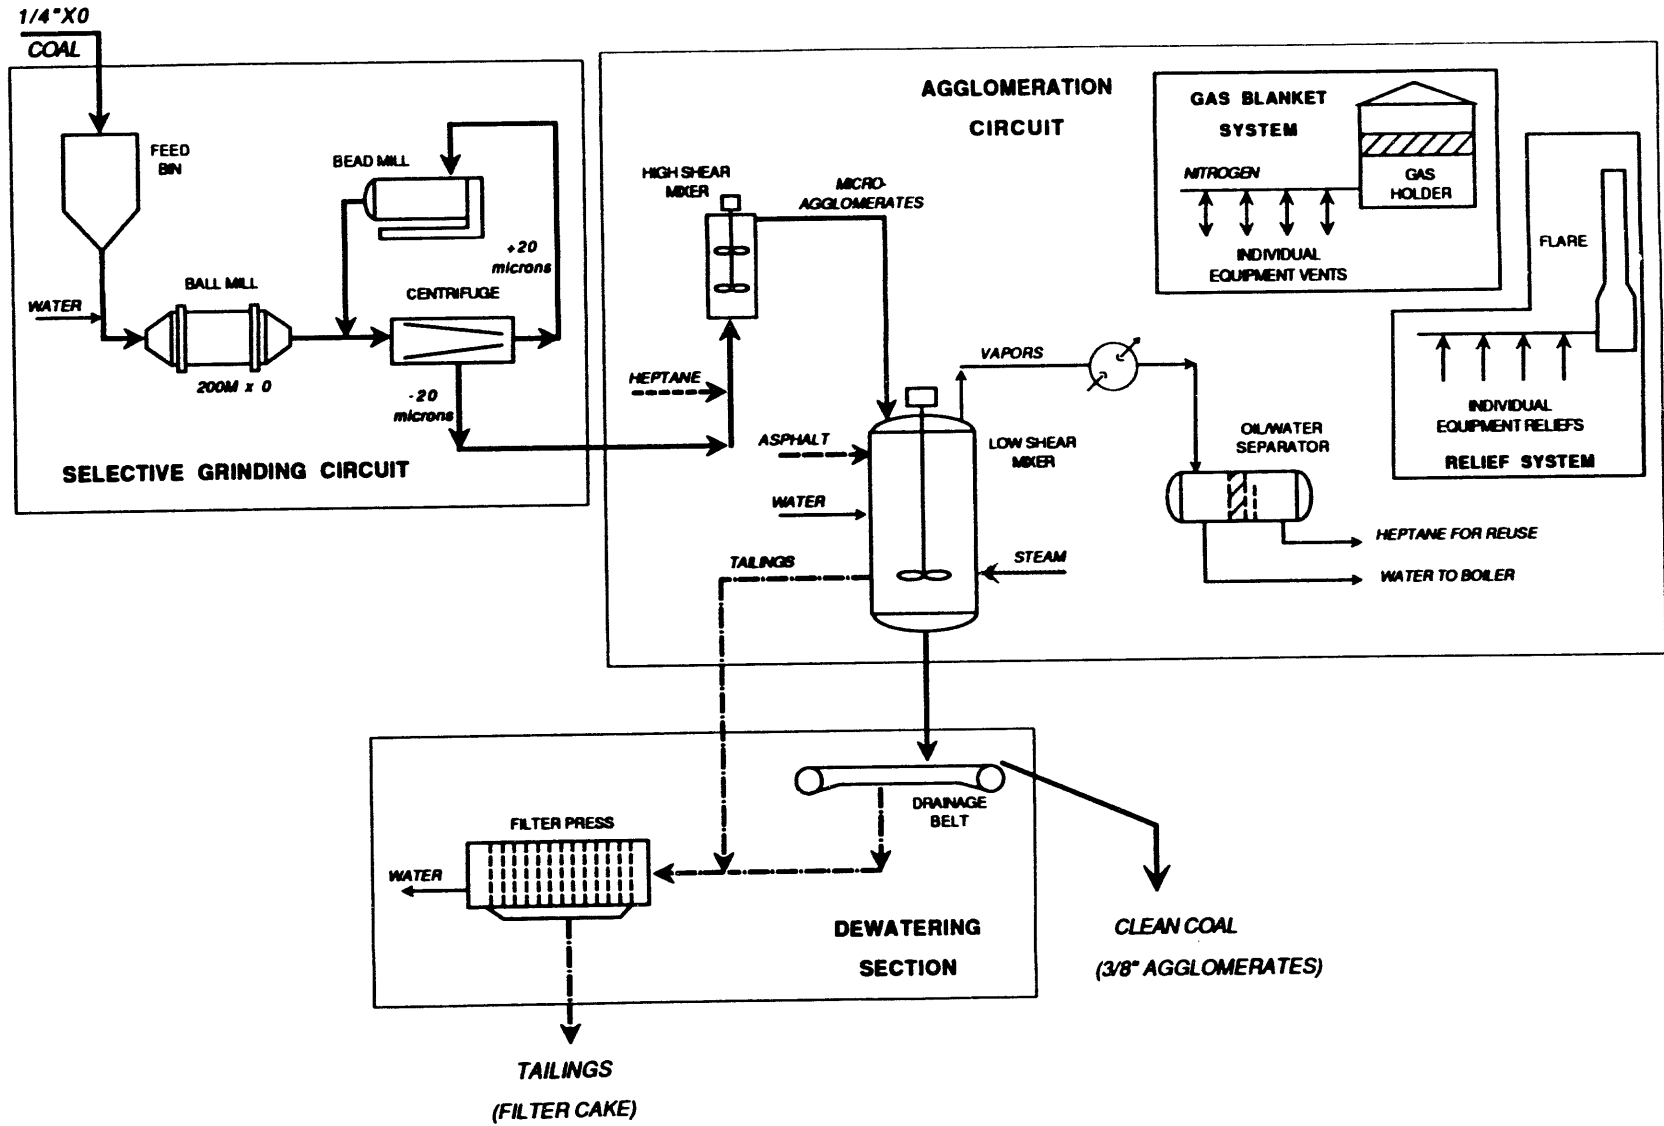 1/4"X0
COAL
FEED
BIN
BEAD MILL
+20
microns
BALL MILL
CENTRIFUGE
WATER
200M x 0
-20
microns
SELECTIVE GRINDING CIRCUIT
AGGLOMERATION
CIRCUIT
HIGH SHEAR
MIXER
MICRO-
AGGLOMERATES
HEPTANE
ASPHALT
WATER
TAILINGS
VAPORS
LOW SHEAR
MIXER
STEAM
OIL/WATER
SEPARATOR
HEPTANE FOR REUSE
WATER TO BOILER
GAS BLANKET
SYSTEM
NITROGEN
GAS
HOLDER
INDIVIDUAL
EQUIPMENT VENTS
FLARE
INDIVIDUAL
EQUIPMENT RELIEFS
RELIEF SYSTEM
DRAINAGE
BELT
FILTER PRESS
WATER
DEWATERING
SECTION
CLEAN COAL
(3/8" AGGLOMERATES)
TAILINGS
(FILTER CAKE)